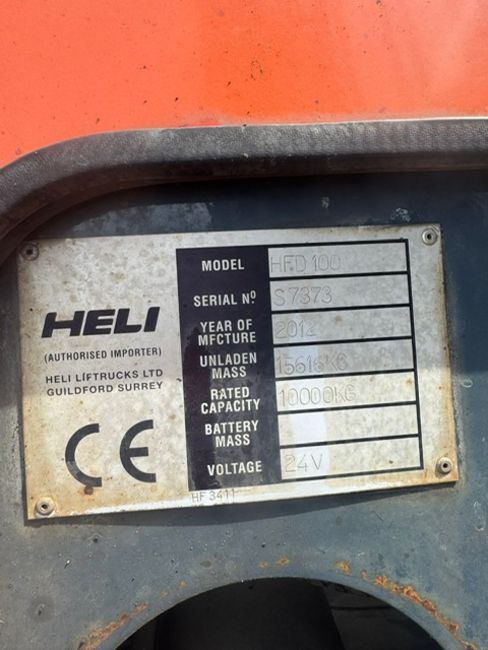 HELI
(AUTHORISED IMPORTER)
HELI LIFTRUCKS LTD
GUILDFORD SURREY
CE
MODEL HFD 100
SERIAL Nº S7373
YEAR OF MFCTURE 2012
UNLADEN MASS 15616KG
RATED CAPACITY 10000KG
BATTERY MASS
VOLTAGE 24V
HF 3411